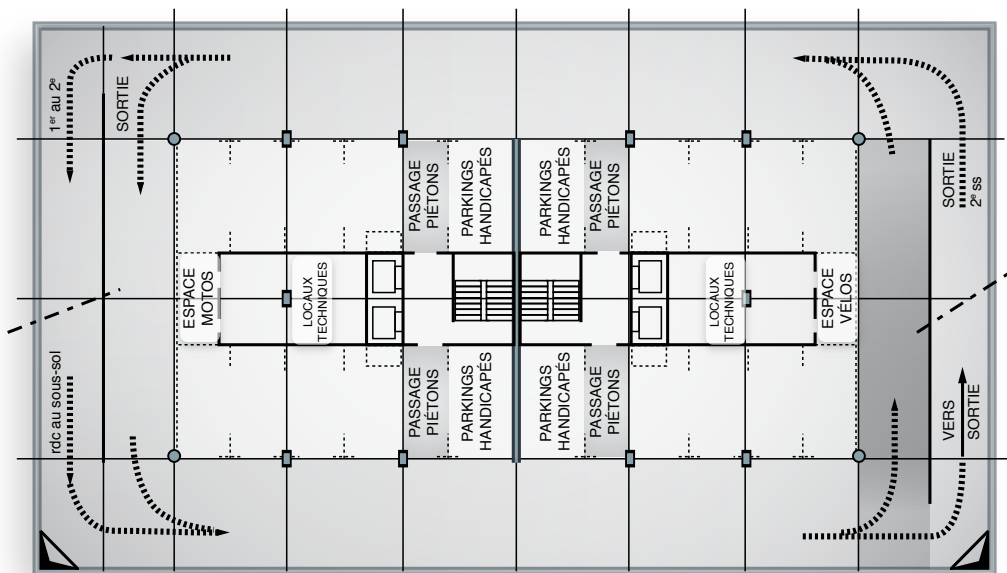 1er au 2e
SORTIE
PASSAGE
PIÉTONS
PARKINGS
HANDICAPÉS
PARKINGS
HANDICAPÉS
PASSAGE
PIÉTONS
SORTIE
2e ss
ESPACE
MOTOS
LOCAUX
TECHNIQUES
LOCAUX
TECHNIQUES
ESPACE
VÉLOS
rdc au sous-sol
PASSAGE
PIÉTONS
PARKINGS
HANDICAPÉS
PARKINGS
HANDICAPÉS
PASSAGE
PIÉTONS
VERS
SORTIE